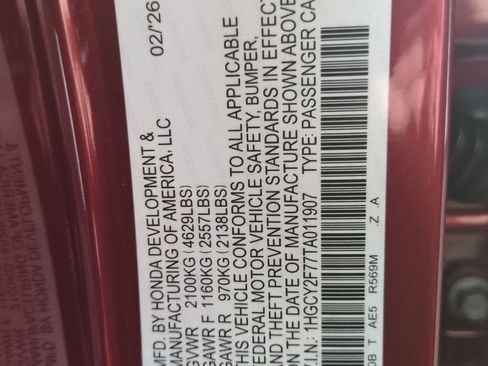 MFD. BY HONDA DEVELOPMENT & 02/'26
MANUFACTURING OF AMERICA, LLC
GVWR 2100KG(4629LBS)
GAWR F 1160KG(2557LBS)
GAWR R 970KG(2138LBS)
THIS VEHICLE CONFORMS TO ALL APPLICABLE
FEDERAL MOTOR VEHICLE SAFETY, BUMPER,
AND THEFT PREVENTION STANDARDS IN EFFECT
ON THE DATE OF MANUFACTURE SHOWN ABOVE
V.I.N.: 1HGCY2F77TA011907 TYPE: PASSENGER CA
0B T AE5 R569M .Z .A